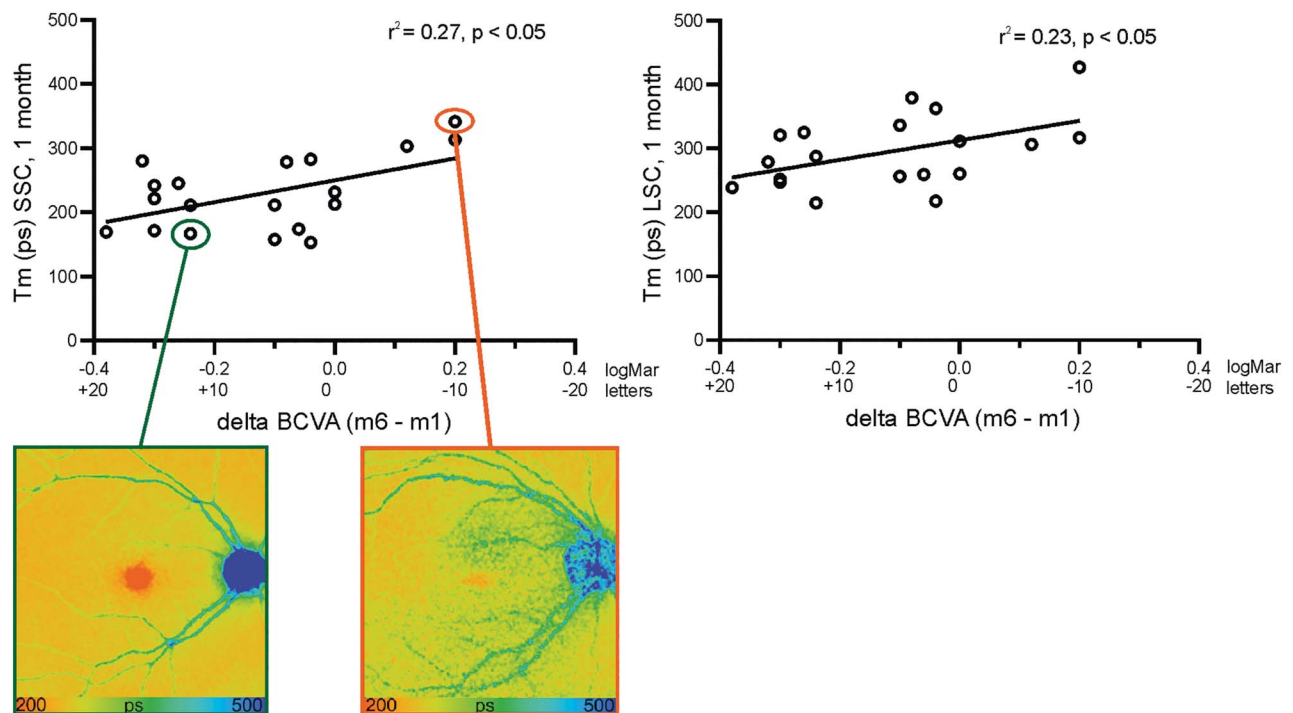 500
400
300
200
100
0
Tm (ps) SSC, 1 month
r² = 0.27, p < 0.05
-0.4 -0.2 0.0 0.2 0.4 logMar
+20 +10 0 -10 -20 letters
delta BCVA (m6 - m1)
500
400
300
200
100
0
Tm (ps) LSC, 1 month
r² = 0.23, p < 0.05
-0.4 -0.2 0.0 0.2 0.4 logMar
+20 +10 0.0 -10 -20 letters
delta BCVA (m6 - m1)
200 ps 500
200 ps 500